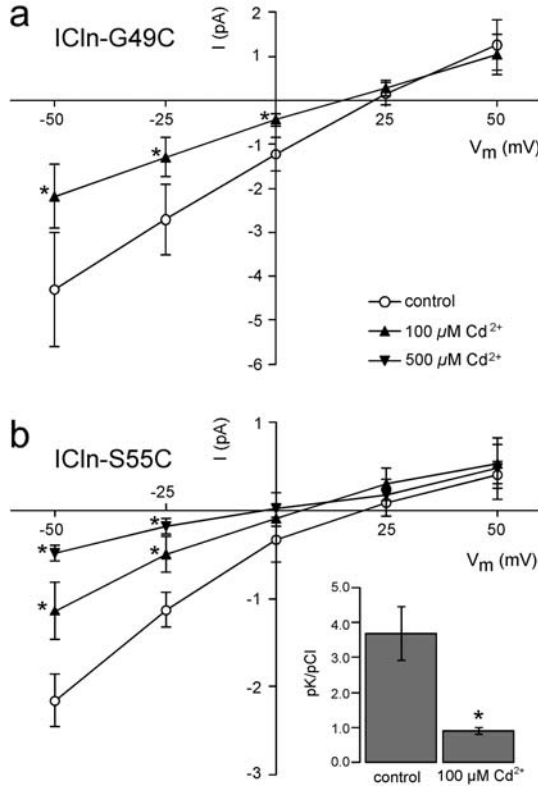 a
ICln-G49C
I (pA)
2
1
-50
-25
25
50
*
*
*
-1
V m (mV)
-2
-3
-4
-5
-6
control
100 µM Cd2+
500 µM Cd2+
b
ICln-S55C
I (pA)
1
-50
-25
25
50
*
*
*
*
V m (mV)
-1
-2
-3
pK/pCl
5.0
4.0
3.0
2.0
1.0
0.0
*
control
100 µM Cd2+